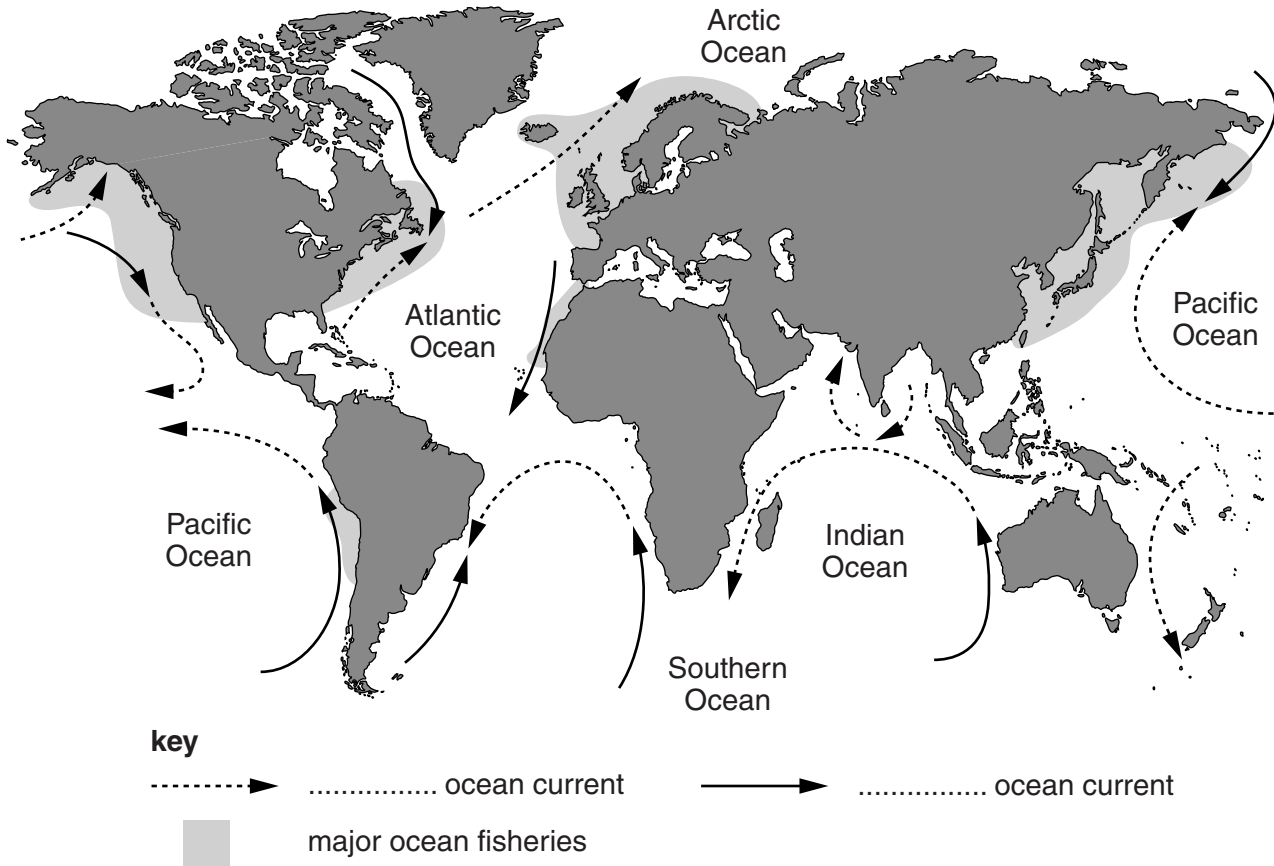 Arctic
Ocean
Atlantic
Ocean
Pacific
Ocean
Pacific
Ocean
Indian
Ocean
Southern
Ocean
key
................ ocean current
................ ocean current
major ocean fisheries